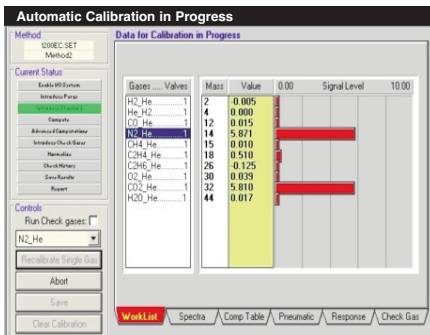 Automatic Calibration in Progress
Method
1200EC.SET
Method2
Current Status
Enable I/O System
Introduce Purge
Introduce Standard
Compute
Advanced Computations
Introduce Check Gases
Normalize
Check History
Save Results
Report
Controls
Run Check gases:
N2_He
Recalibrate Single Gas
Abort
Save
Clear Calibration
Data for Calibration in Progress
Gases ..... Valves Mass Value 0.00 Signal Level 10.00
H2_He..........1 2 -0.005
He_H2..........1 4 0.000
CO_He..........1 12 0.015
N2_He..........1 14 5.871
CH4_He.........1 15 0.010
C2H4_He........1 18 0.510
C2H6_He........1 26 -0.125
O2_He..........1 30 0.039
CO2_He.........1 32 5.810
H2O_He.........1 44 0.017
WorkList Spectra Comp Table Pneumatic Response Check Gas